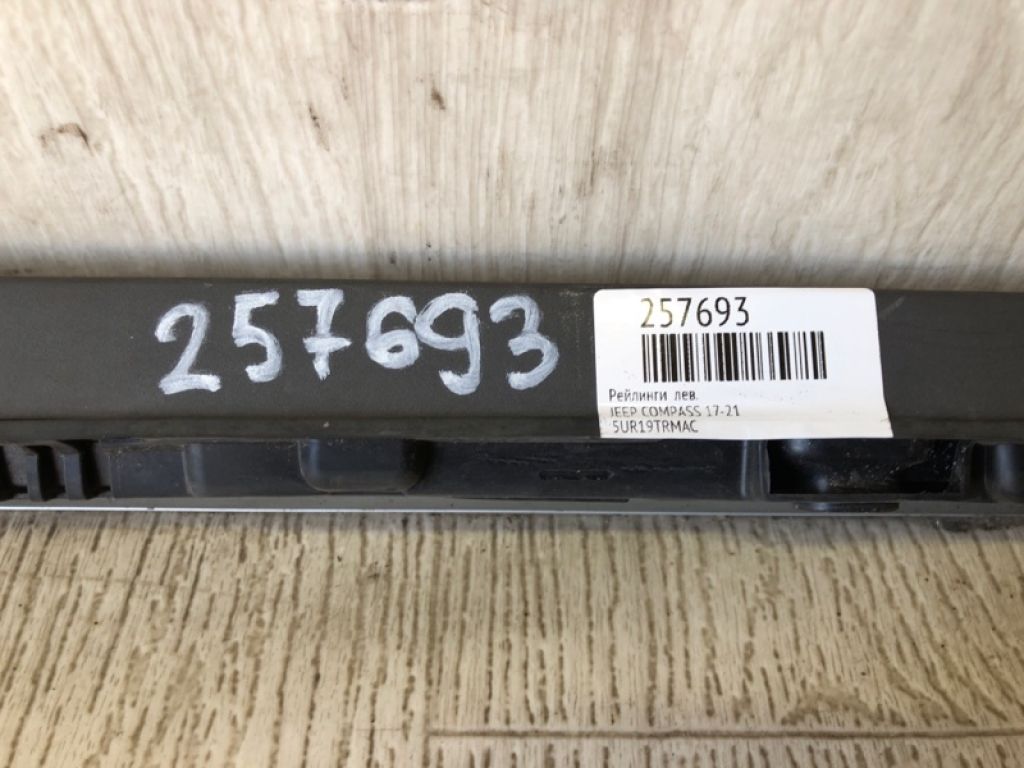 257693
257693
Рейлинги лев.
JEEP COMPASS 17-21
5UR19TRMAC